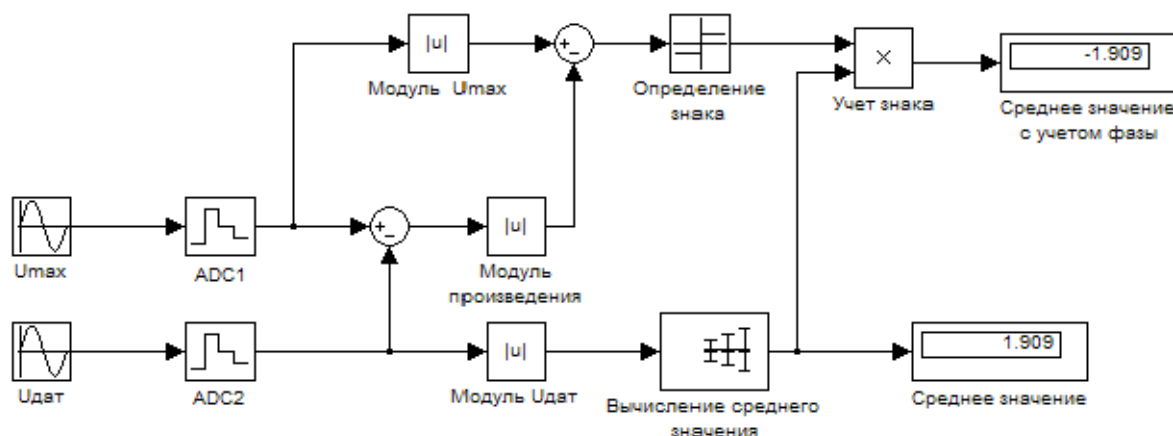 |u|
Модуль Umax
+
−
Определение
знака
×
Учет знака
-1.909
Среднее значение
с учетом фазы
Umax
ADC1
+
−
|u|
Модуль
произведения
Uдат
ADC2
|u|
Модуль Uдат
Вычисление среднего
значения
1.909
Среднее значение